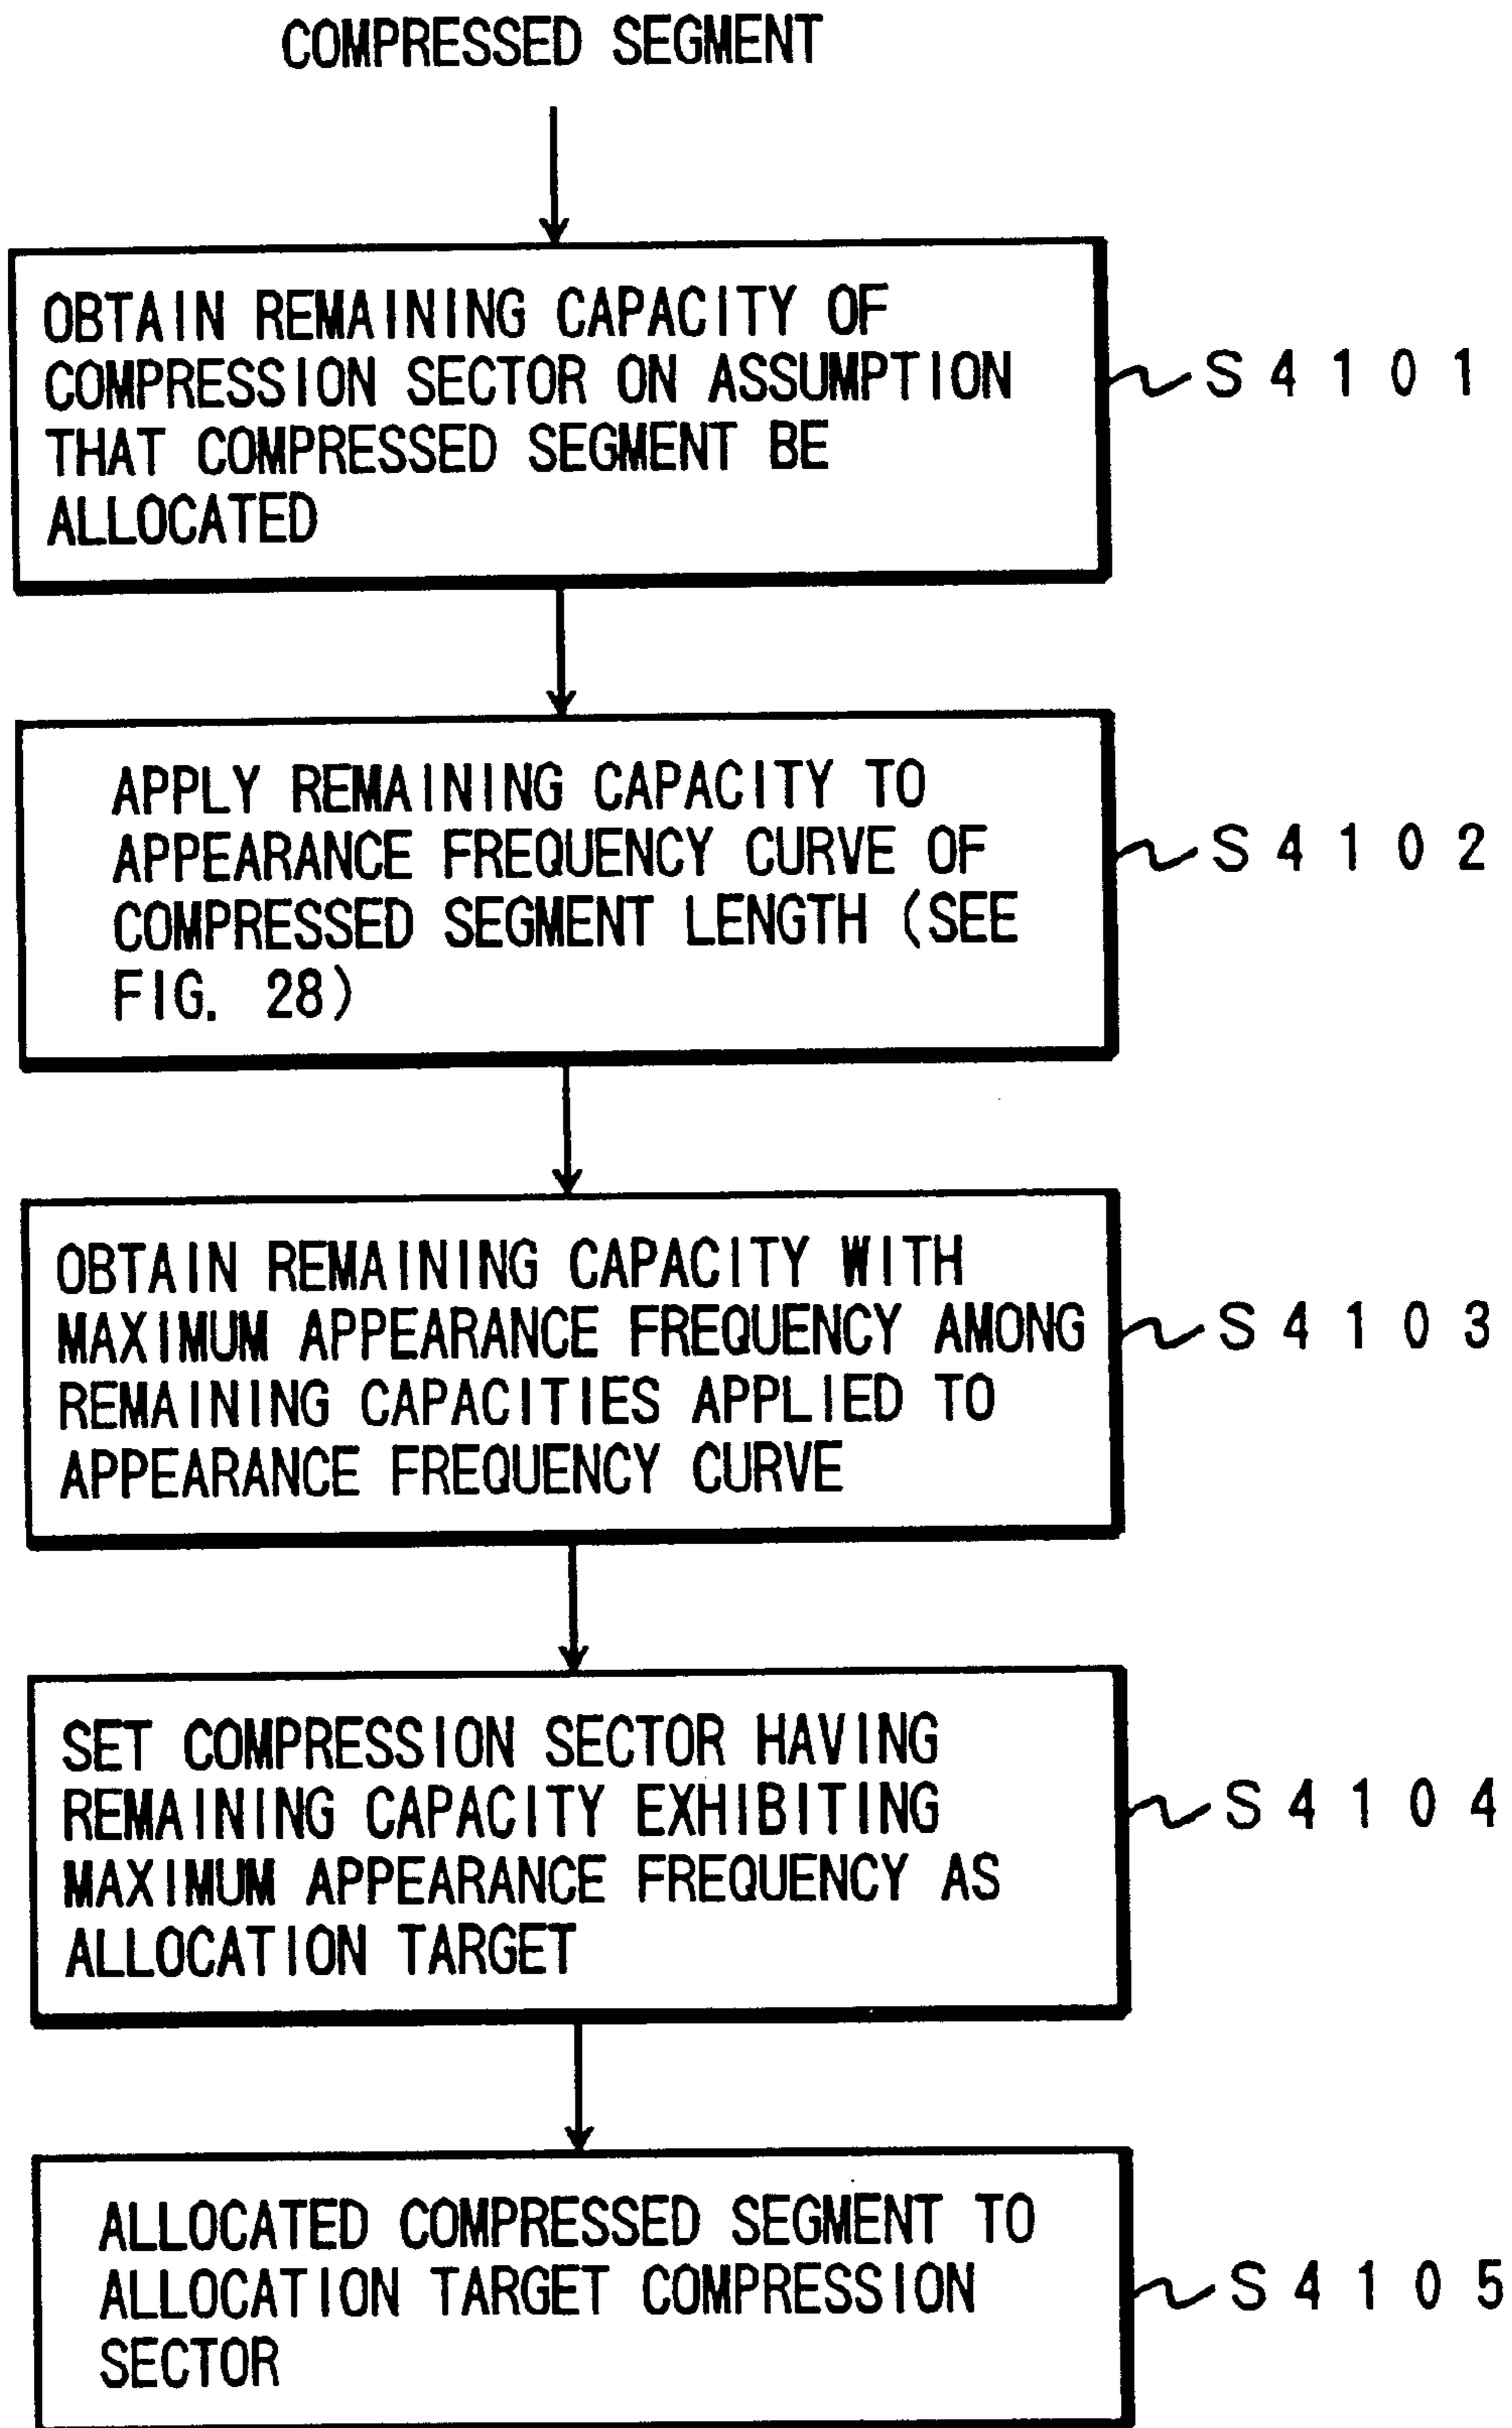 COMPRESSED SEGMENT
OBTAIN REMAINING CAPACITY OF
COMPRESSION SECTOR ON ASSUMPTION
THAT COMPRESSED SEGMENT BE
ALLOCATED
S4101
APPLY REMAINING CAPACITY TO
APPEARANCE FREQUENCY CURVE OF
COMPRESSED SEGMENT LENGTH (SEE
FIG. 28)
S4102
OBTAIN REMAINING CAPACITY WITH
MAXIMUM APPEARANCE FREQUENCY AMONG
REMAINING CAPACITIES APPLIED TO
APPEARANCE FREQUENCY CURVE
S4103
SET COMPRESSION SECTOR HAVING
REMAINING CAPACITY EXHIBITING
MAXIMUM APPEARANCE FREQUENCY AS
ALLOCATION TARGET
S4104
ALLOCATED COMPRESSED SEGMENT TO
ALLOCATION TARGET COMPRESSION
SECTOR
S4105